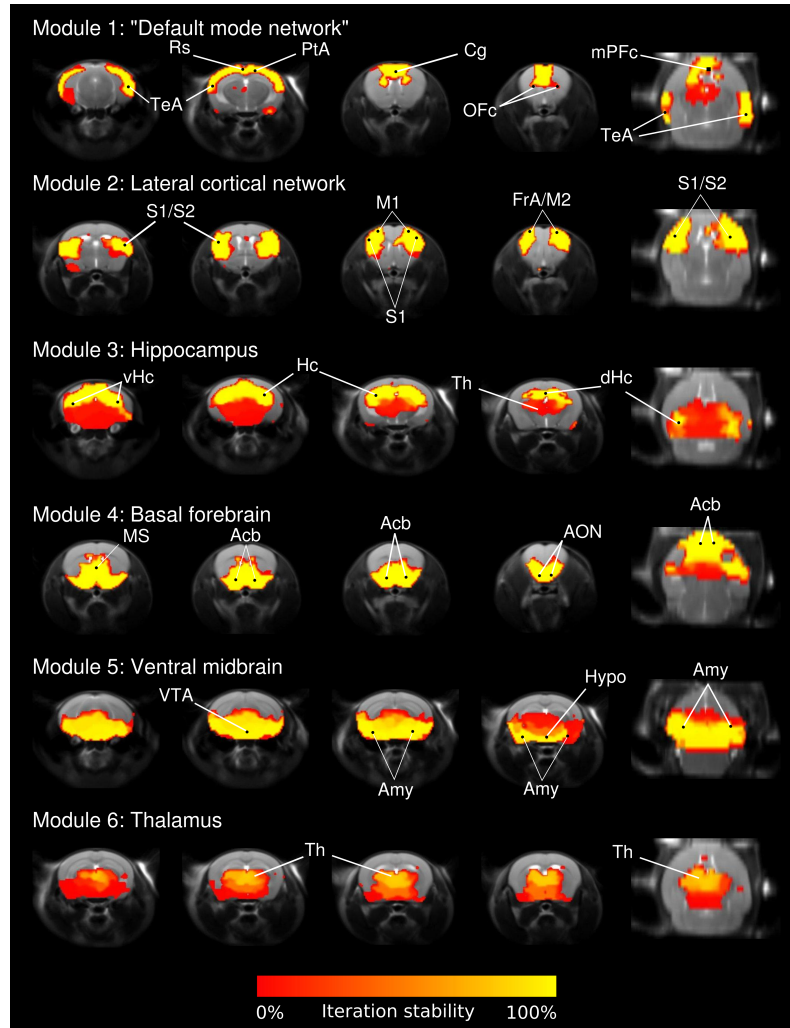 Module 1: "Default mode network"
Rs PtA Cg mPFc
TeA OFc TeA
Module 2: Lateral cortical network
S1/S2 M1 FrA/M2 S1/S2
S1
Module 3: Hippocampus
vHc Hc Th dHc
Module 4: Basal forebrain
MS Acb Acb AON Acb
Module 5: Ventral midbrain
VTA Hypo Amy
Amy Amy
Module 6: Thalamus
Th Th
0% Iteration stability 100%